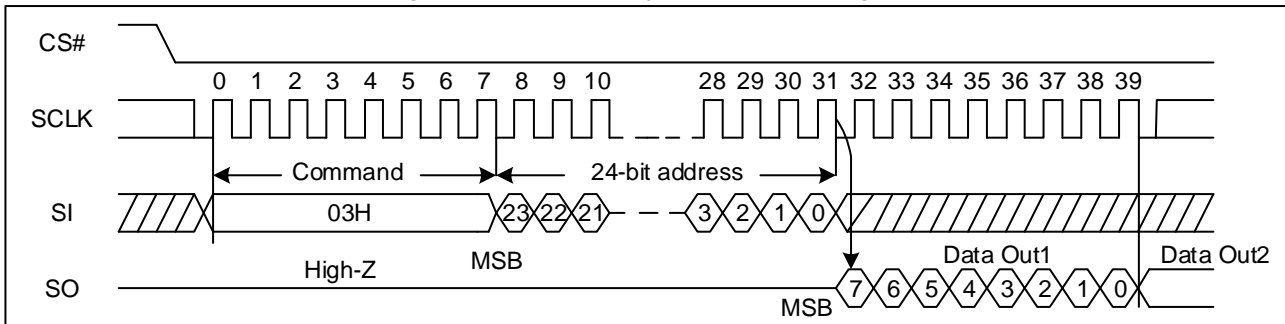 CS#
0 1 2 3 4 5 6 7 8 9 10 28 29 30 31 32 33 34 35 36 37 38 39
SCLK
Command 24-bit address
SI 03H 23 22 21 3 2 1 0
High-Z MSB Data Out1 Data Out2
SO 7 6 5 4 3 2 1 0
MSB